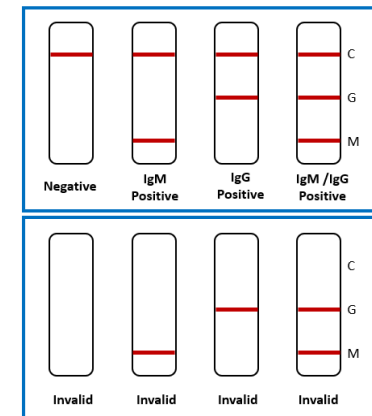 C
G
M
Negative
IgM
Positive
IgG
Positive
IgM /IgG
Positive
C
G
M
Invalid
Invalid
Invalid
Invalid